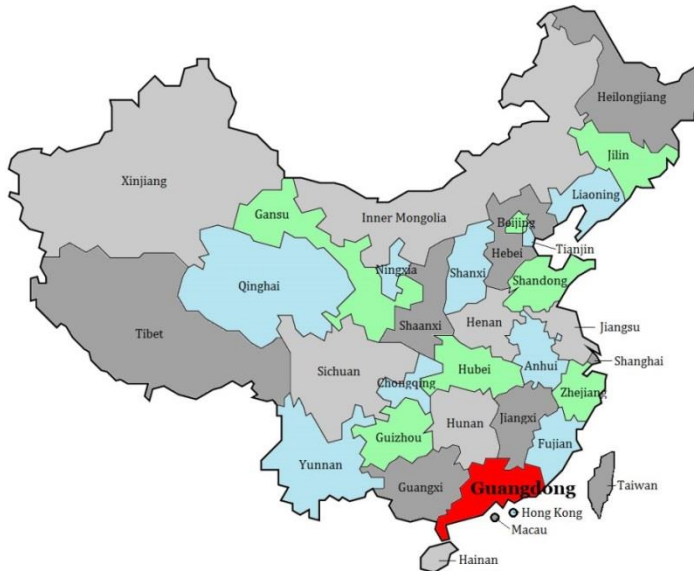 Heilongjiang
Jilin
Xinjiang
Liaoning
Gansu
Inner Mongolia
Beijing
Tianjin
Hebei
Ningxia
Shanxi
Qinghai
Shandong
Tibet
Shaanxi
Henan
Jiangsu
Sichuan
Hubei
Anhui
Shanghai
Chongqing
Zhejiang
Hunan
Jiangxi
Guizhou
Fujian
Yunnan
Guangxi
Guangdong
Taiwan
Hong Kong
Macau
Hainan